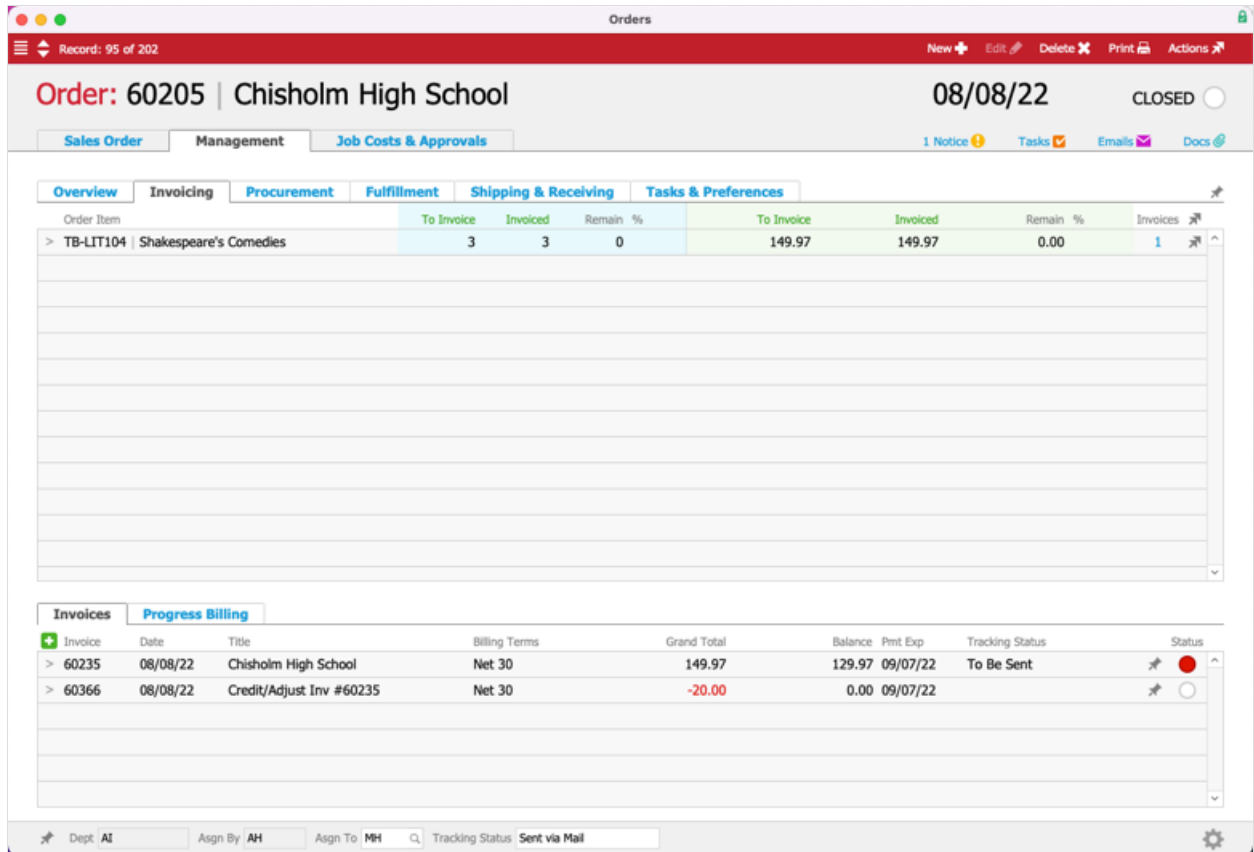 Orders
Record: 95 of 202 New Edit Delete Print Actions
Order: 60205 | Chisholm High School 08/08/22 CLOSED
Sales Order Management Job Costs & Approvals 1 Notice Tasks Emails Docs
Overview Invoicing Procurement Fulfillment Shipping & Receiving Tasks & Preferences
Order Item To Invoice Invoiced Remain % To Invoice Invoiced Remain % Invoices
> TB-LIT104 | Shakespeare's Comedies 3 3 0 149.97 149.97 0.00 1
Invoices Progress Billing
Invoice Date Title Billing Terms Grand Total Balance Pmt Exp Tracking Status Status
> 60235 08/08/22 Chisholm High School Net 30 149.97 129.97 09/07/22 To Be Sent
> 60366 08/08/22 Credit/Adjust Inv #60235 Net 30 -20.00 0.00 09/07/22
Dept AI Asgn By AH Asgn To MH Tracking Status Sent via Mail